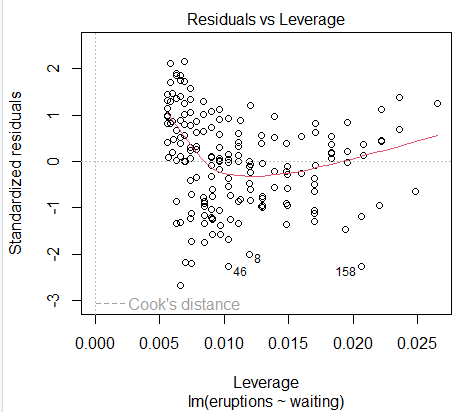 Residuals vs Leverage
Standardized residuals
2
1
0
-1
-2
-3
46
8
158
Cook's distance
0.000 0.005 0.010 0.015 0.020 0.025
Leverage
lm(eruptions ~ waiting)